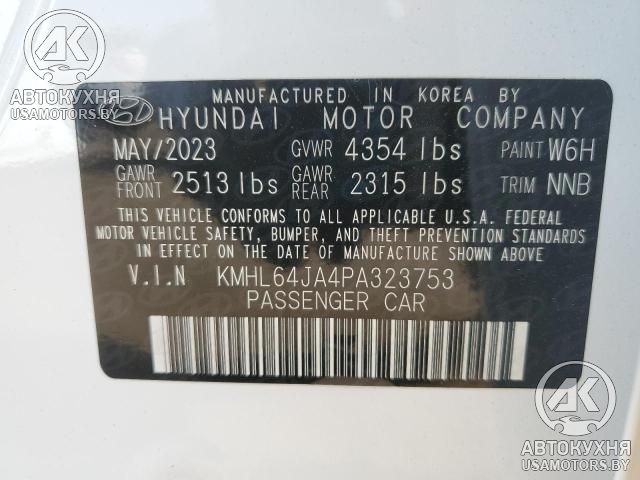 АВТОКУХНЯ
USAMOTORS.BY
MANUFACTURED IN KOREA BY
HYUNDAI MOTOR COMPANY
MAY/2023 GVWR 4354 lbs PAINT W6H
GAWR FRONT 2513 lbs GAWR REAR 2315 lbs TRIM NNB
THIS VEHICLE CONFORMS TO ALL APPLICABLE U.S.A. FEDERAL
MOTOR VEHICLE SAFETY, BUMPER, AND THEFT PREVENTION STANDARDS
IN EFFECT ON THE DATE OF MANUFACTURE SHOWN ABOVE
V.I.N KMHL64JA4PA323753
PASSENGER CAR
АВТОКУХНЯ
USAMOTORS.BY